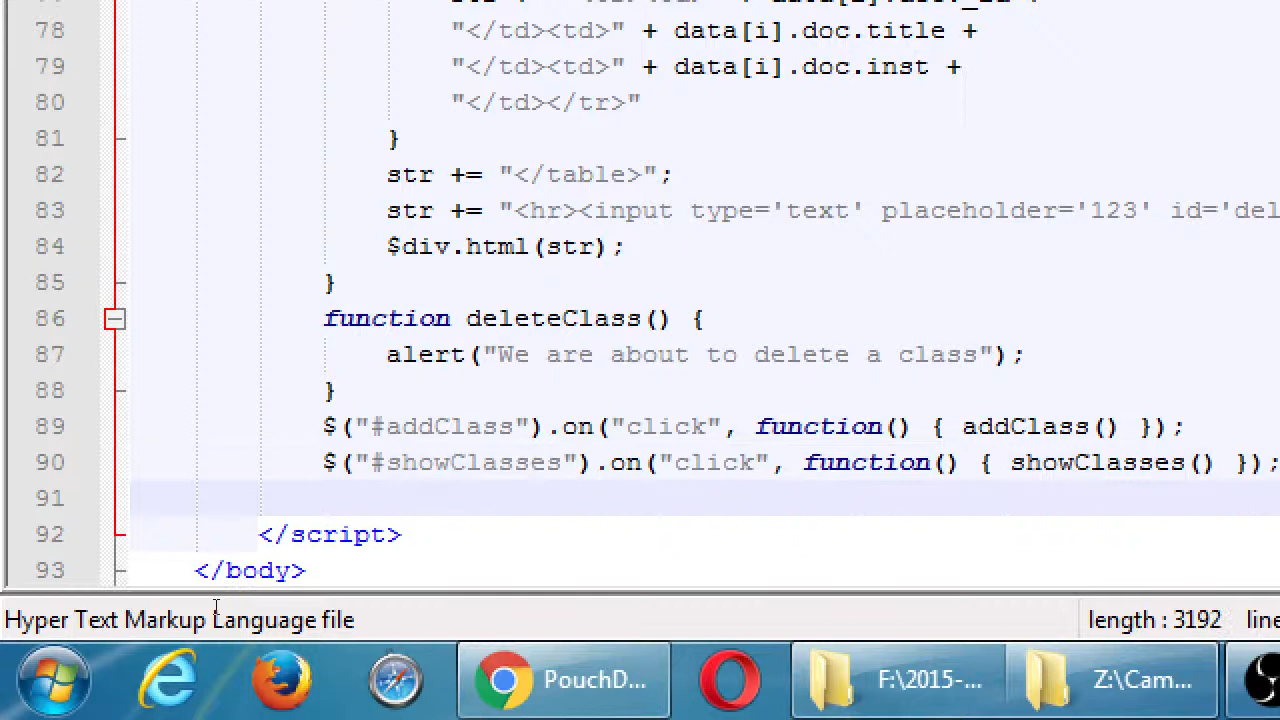 78 "</td><td>" + data[i].doc.title +
79 "</td><td>" + data[i].doc.inst +
80 "</td></tr>"
81 }
82 str += "</table>";
83 str += "<hr><input type='text' placeholder='123' id='del
84 $div.html(str);
85 }
86 function deleteClass() {
87 alert("We are about to delete a class");
88 }
89 $("#addClass").on("click", function() { addClass() });
90 $("#showClasses").on("click", function() { showClasses() });
91
92 </script>
93 </body>
Hyper Text Markup Language file length : 3192 line
PouchD... F:\2015-... Z:\Cam...